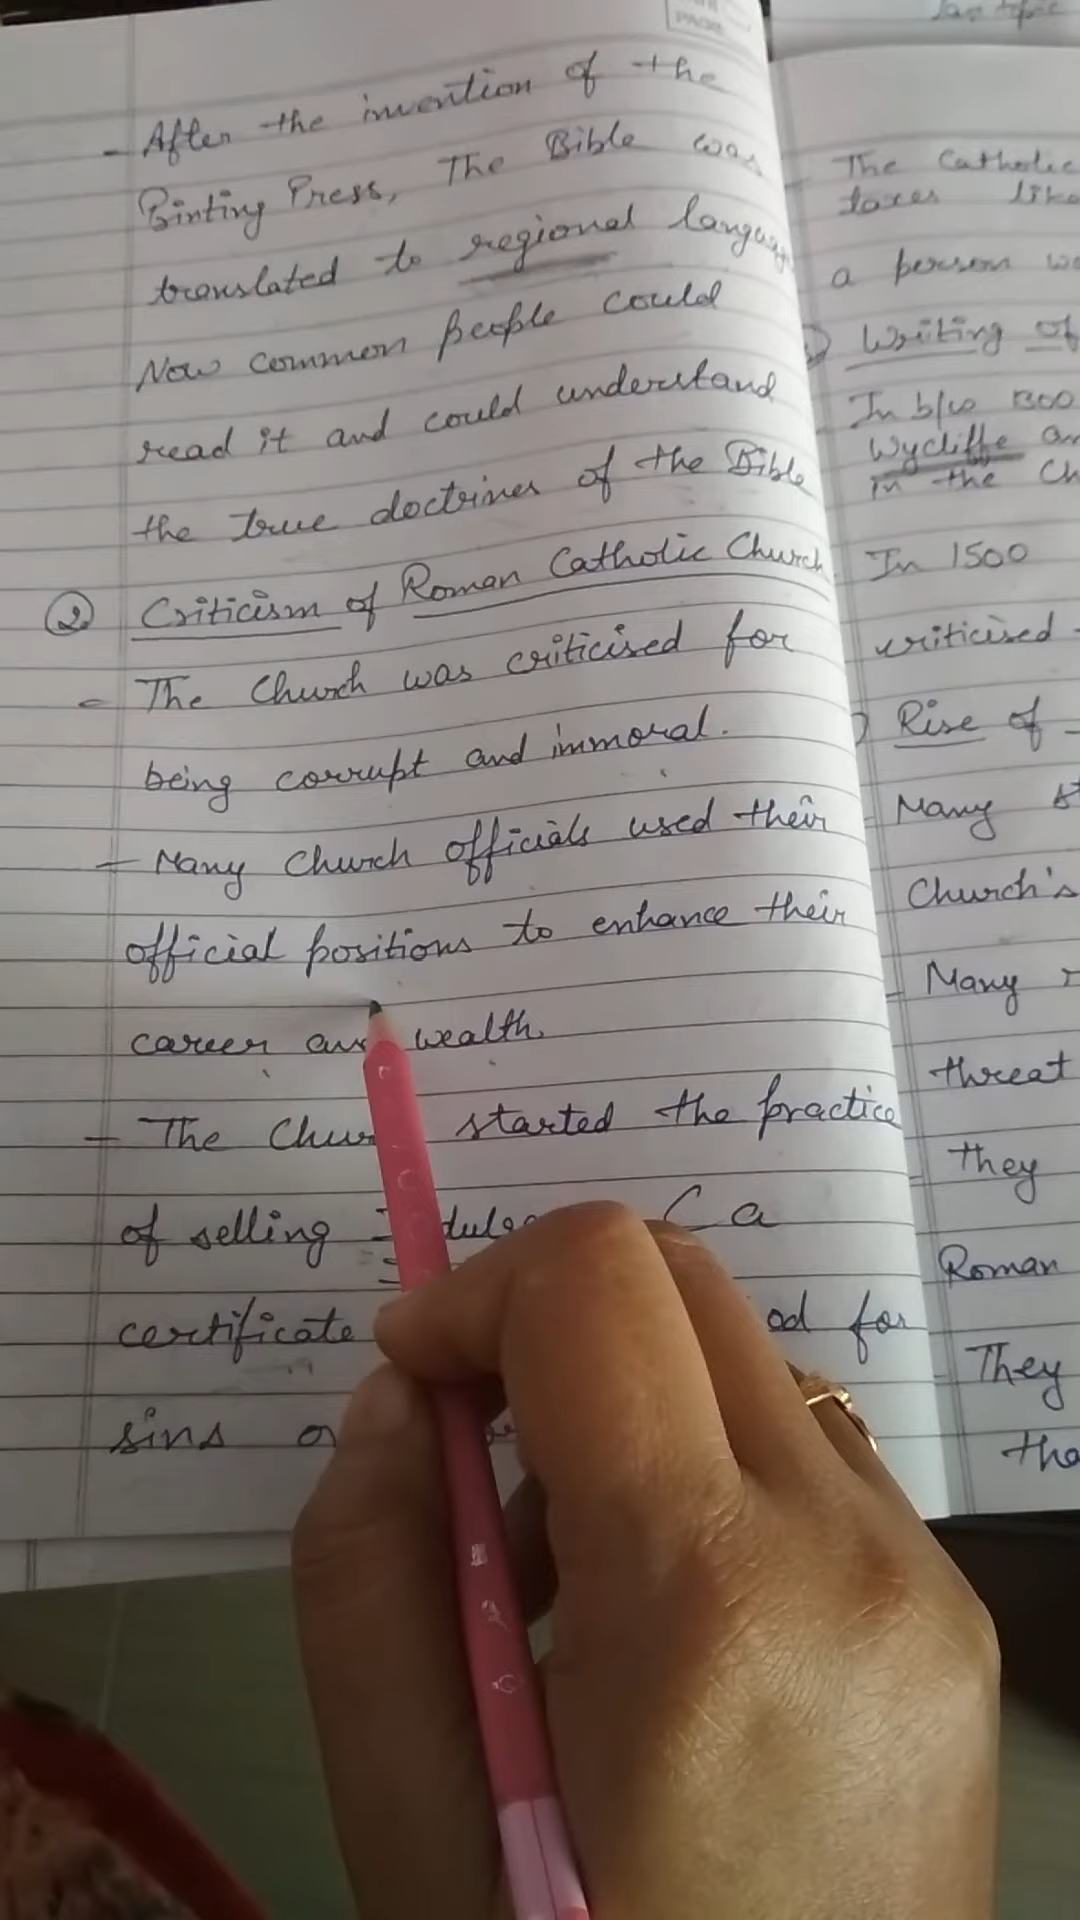 PAGE
- After the invention of the
Printing Press, The Bible was
translated to regional language
Now common people could
read it and could understand
the true doctrines of the Bible
② Criticism of Roman Catholic Church
- The Church was criticised for
being corrupt and immoral.
- Many Church officials used their
official positions to enhance their
career and wealth.
- The Chur started the practice
of selling ( a
certificate for
sins
The Catholic
taxes like
a person
Writing of
In b/w 1300
Wycliffe
in the
In 1500
criticised
Rise of
Many
Church's
Many
threat
They
Roman
They